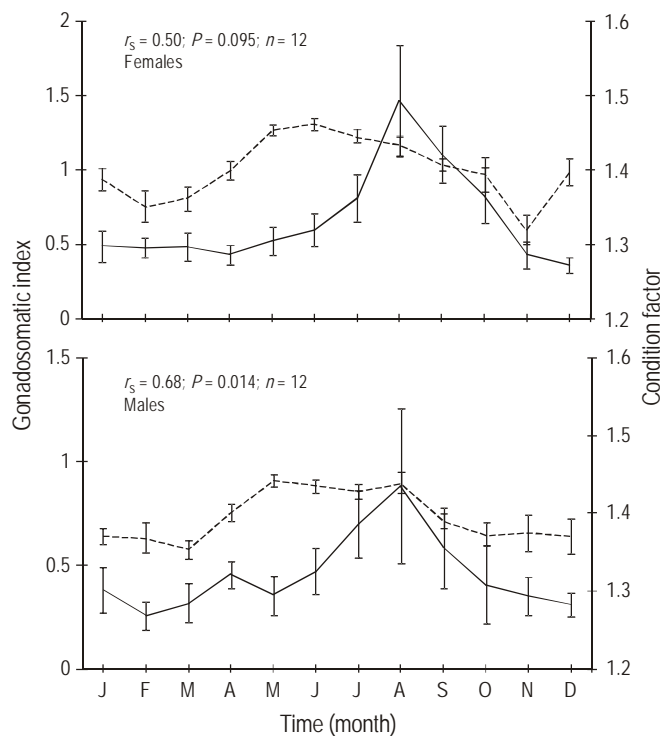 2
1.5
1
0.5
0
1.6
1.5
1.4
1.3
1.2
rs = 0.50; P = 0.095; n = 12
Females
Gonadosomatic index
Condition factor
1.5
1
0.5
0
1.6
1.5
1.4
1.3
1.2
rs = 0.68; P = 0.014; n = 12
Males
J F M A M J J A S O N D
Time (month)